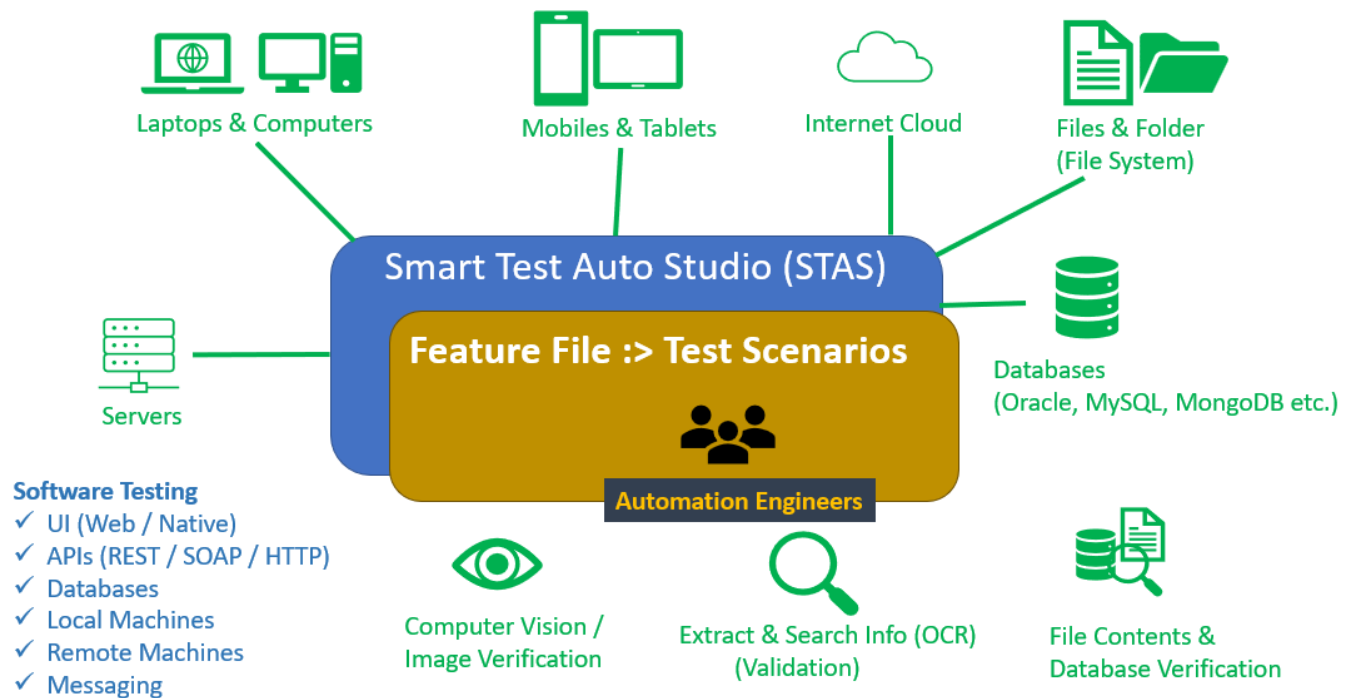 Laptops & Computers
Mobiles & Tablets
Internet Cloud
Files & Folder
(File System)
Smart Test Auto Studio (STAS)
Feature File :> Test Scenarios
Automation Engineers
Servers
Databases
(Oracle, MySQL, MongoDB etc.)
Software Testing
✓ UI (Web / Native)
✓ APIs (REST / SOAP / HTTP)
✓ Databases
✓ Local Machines
✓ Remote Machines
✓ Messaging
Computer Vision /
Image Verification
Extract & Search Info (OCR)
(Validation)
File Contents &
Database Verification